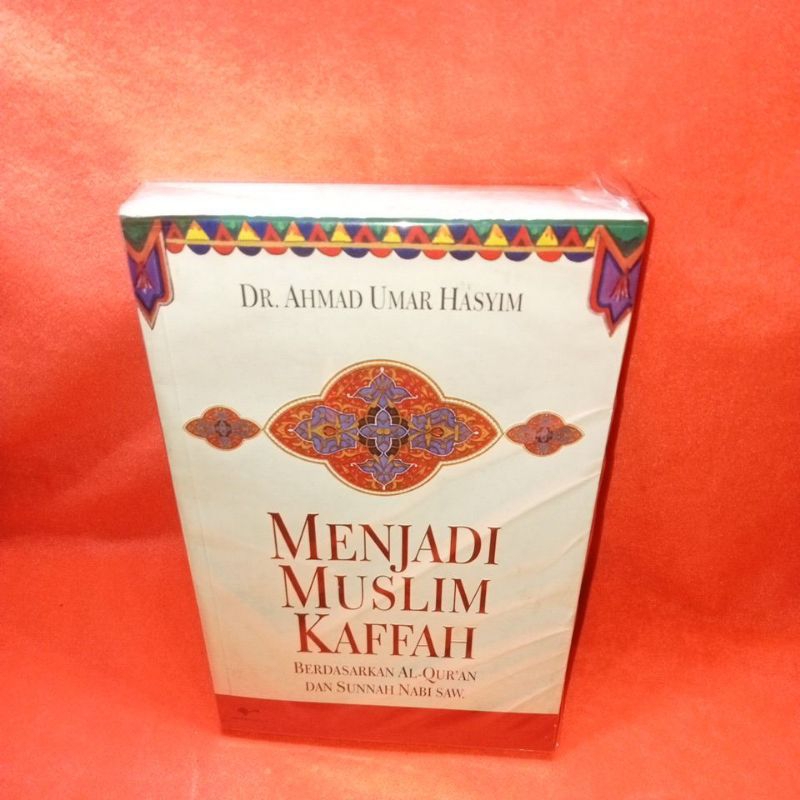 DR. AHMAD UMAR HASYIM
MENJADI
MUSLIM
KAFFAH
BERDASARKAN AL-QUR'AN
DAN SUNNAH NABI SAW.